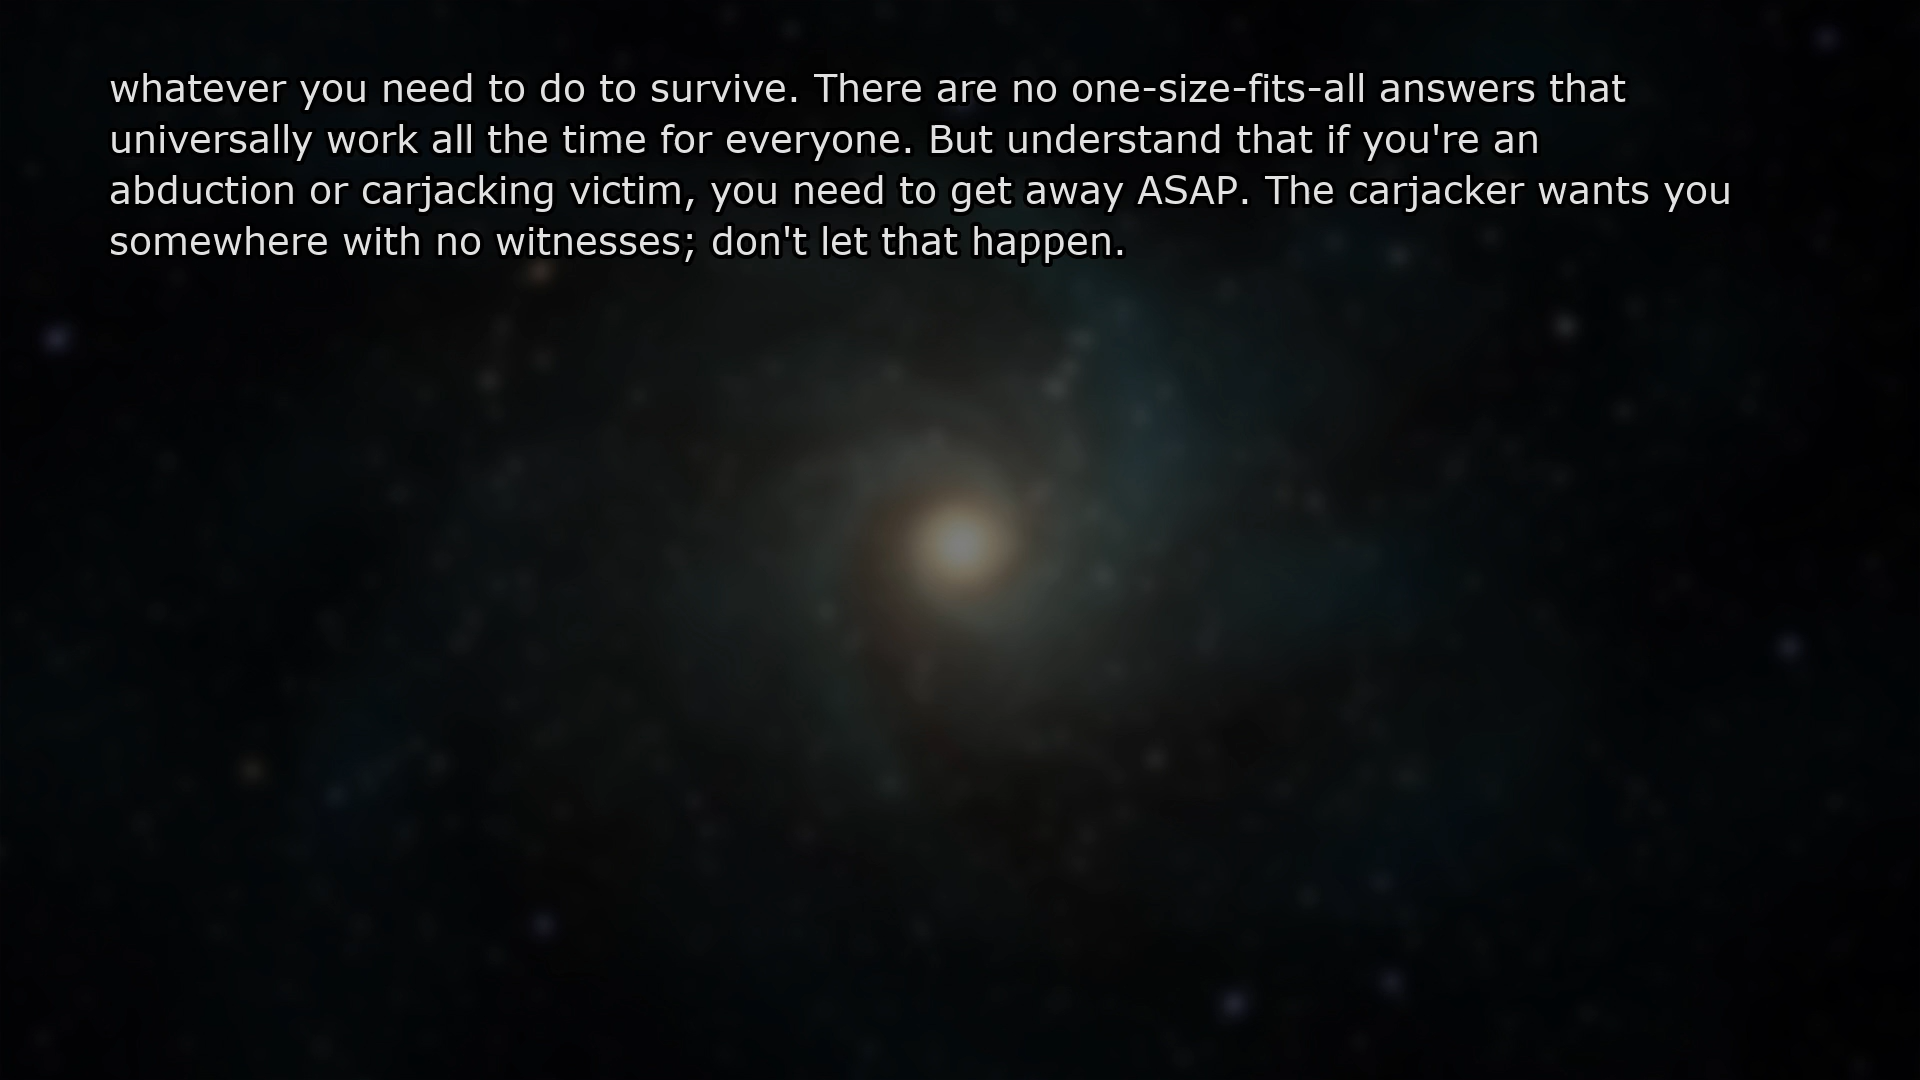 whatever you need to do to survive. There are no one-size-fits-all answers that
universally work all the time for everyone. But understand that if you're an
abduction or carjacking victim, you need to get away ASAP. The carjacker wants you
somewhere with no witnesses; don't let that happen.